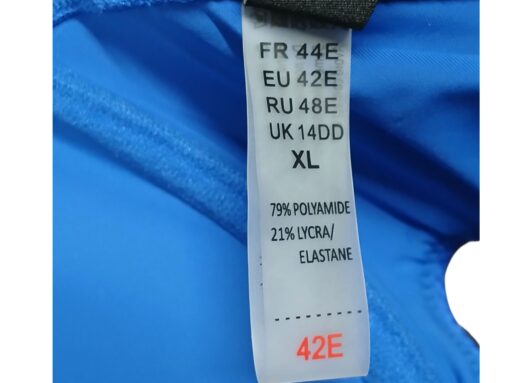 FR 44E
EU 42E
RU 48E
UK 14DD
XL
79% POLYAMIDE
21% LYCRA/
ELASTANE
42E